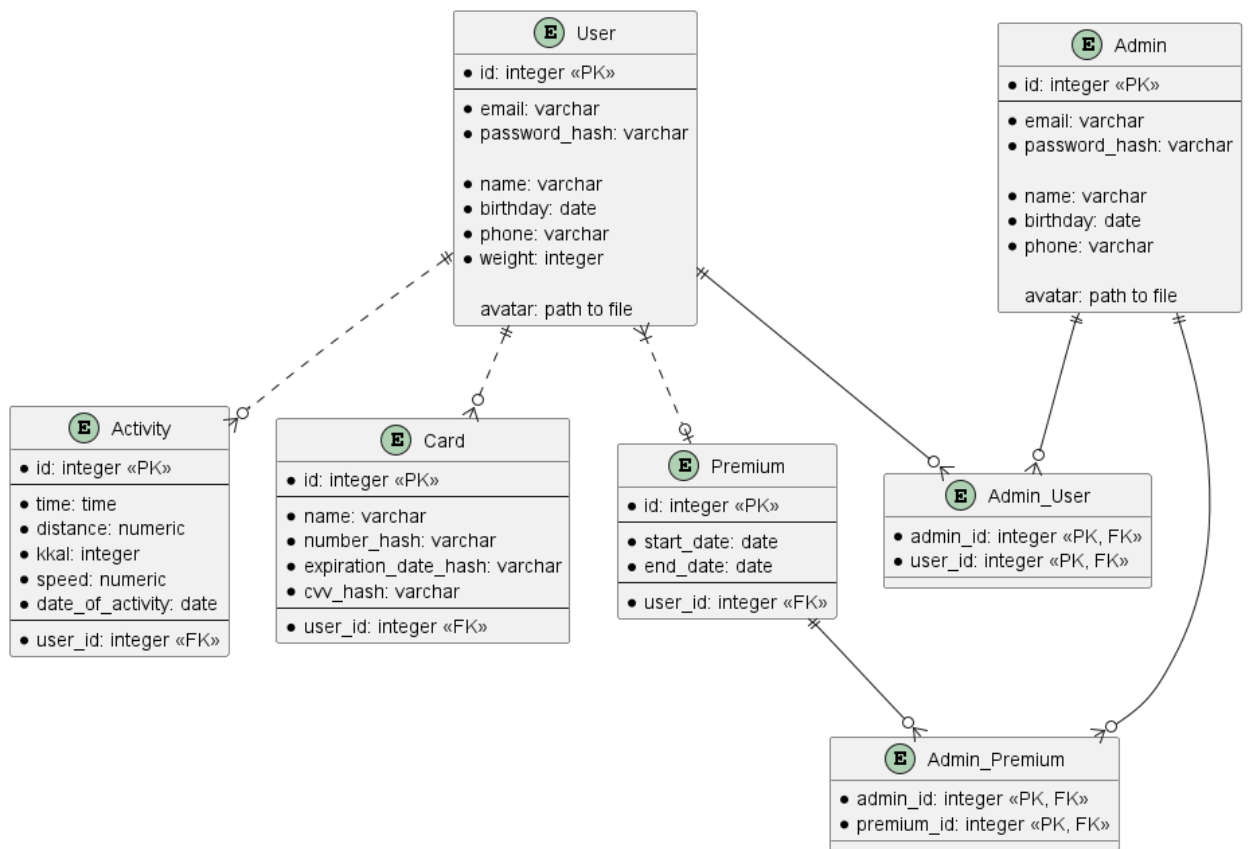 E User
id: integer «PK»
email: varchar
password_hash: varchar
name: varchar
birthday: date
phone: varchar
weight: integer
avatar: path to file
E Admin
id: integer «PK»
email: varchar
password_hash: varchar
name: varchar
birthday: date
phone: varchar
avatar: path to file
E Activity
id: integer «PK»
time: time
distance: numeric
kkal: integer
speed: numeric
date_of_activity: date
user_id: integer «FK»
E Card
id: integer «PK»
name: varchar
number_hash: varchar
expiration_date_hash: varchar
cvv_hash: varchar
user_id: integer «FK»
E Premium
id: integer «PK»
start_date: date
end_date: date
user_id: integer «FK»
E Admin_User
admin_id: integer «PK, FK»
user_id: integer «PK, FK»
E Admin_Premium
admin_id: integer «PK, FK»
premium_id: integer «PK, FK»